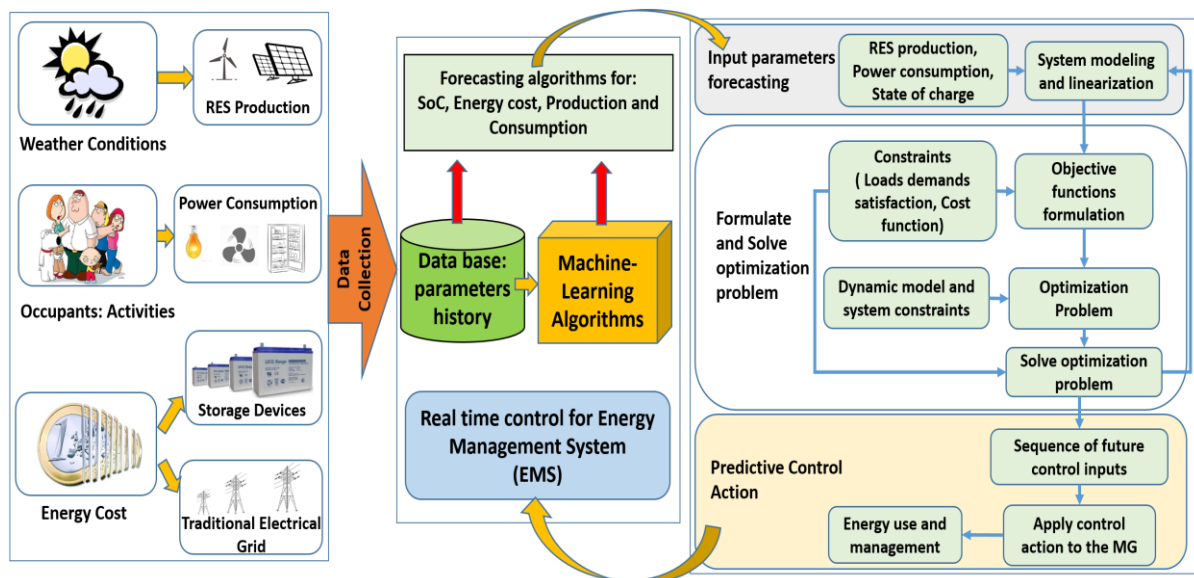 RES Production
Weather Conditions
Power Consumption
Occupants: Activities
Storage Devices
Energy Cost
Traditional Electrical
Grid
Data
Collection
Forecasting algorithms for:
SoC, Energy cost, Production and
Consumption
Data base:
parameters
history
Machine-
Learning
Algorithms
Real time control for Energy
Management System
(EMS)
Input parameters
forecasting
RES production,
Power consumption,
State of charge
System modeling
and linearization
Formulate
and Solve
optimization
problem
Constraints
( Loads demands
satisfaction, Cost
function)
Objective
functions
formulation
Dynamic model and
system constraints
Optimization
Problem
Solve optimization
problem
Predictive Control
Action
Sequence of future
control inputs
Energy use and
management
Apply control
action to the MG